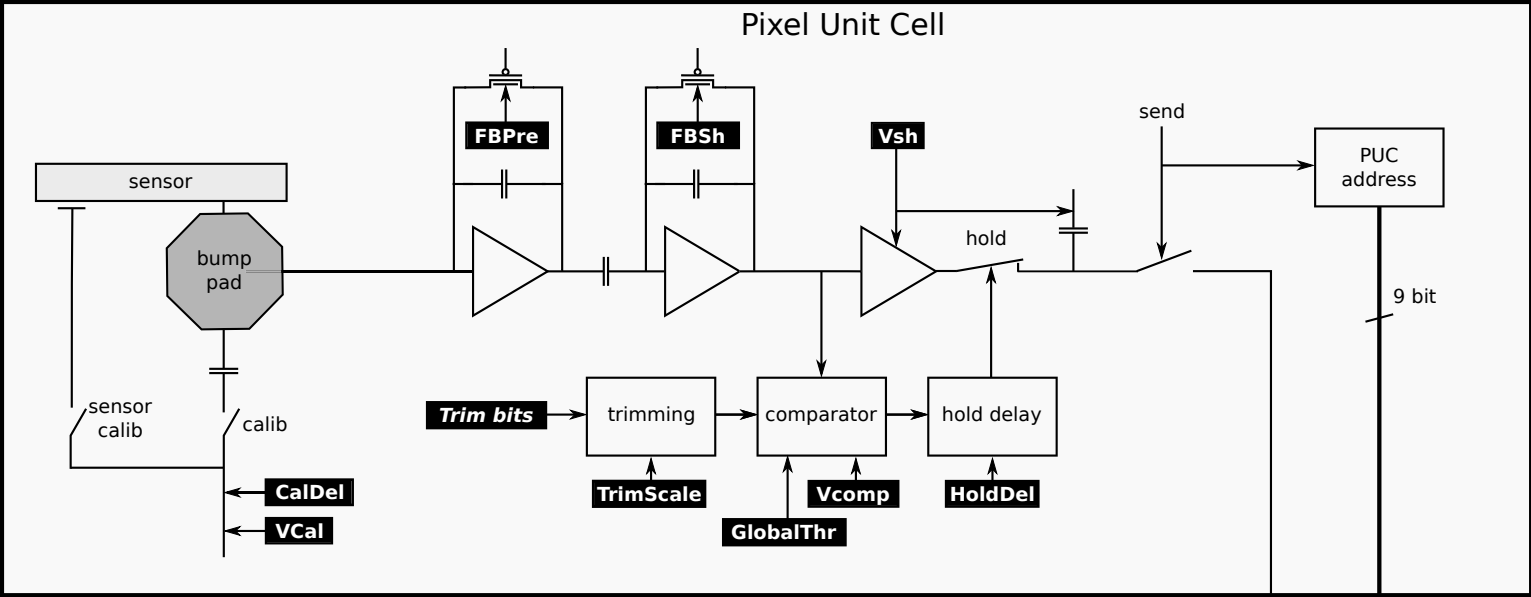 Pixel Unit Cell
FBPre
FBSh
Vsh
send
PUC
address
sensor
bump
pad
hold
9 bit
sensor
calib
calib
Trim bits
trimming
comparator
hold delay
CalDel
VCal
TrimScale
Vcomp
HoldDel
GlobalThr